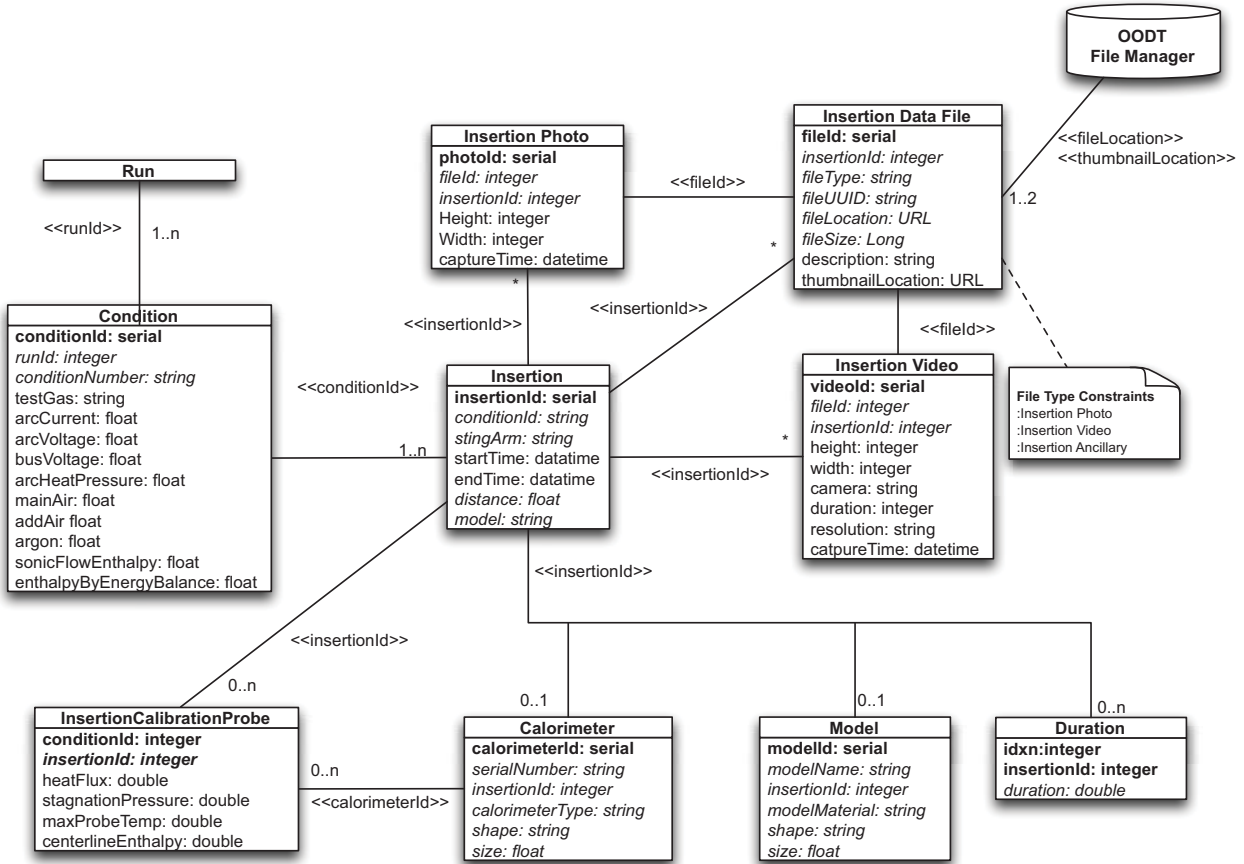 OODT
File Manager
<<fileLocation>>
<<thumbnailLocation>>
1..2
Insertion Data File
fileId: serial
insertionId: integer
fileType: string
fileUUID: string
fileLocation: URL
fileSize: Long
description: string
thumbnailLocation: URL
Insertion Photo
photoId: serial
fileId: integer
insertionId: integer
Height: integer
Width: integer
captureTime: datetime
<<fileId>>
Run
<<runId>>
1..n
*
*
<<insertionId>>
<<insertionId>>
<<fileId>>
Condition
conditionId: serial
runId: integer
conditionNumber: string
testGas: string
arcCurrent: float
arcVoltage: float
busVoltage: float
arcHeatPressure: float
mainAir: float
addAir float
argon: float
sonicFlowEnthalpy: float
enthalpyByEnergyBalance: float
<<conditionId>>
1..n
Insertion
insertionId: serial
conditionId: string
stingArm: string
startTime: datatime
endTime: datatime
distance: float
model: string
*
<<insertionId>>
Insertion Video
videoId: serial
fileId: integer
insertionId: integer
height: integer
width: integer
camera: string
duration: integer
resolution: string
catpureTime: datetime
File Type Constraints
:Insertion Photo
:Insertion Video
:Insertion Ancillary
<<insertionId>>
<<insertionId>>
0..n
0..1
0..1
0..n
InsertionCalibrationProbe
conditionId: integer
insertionId: integer
heatFlux: double
stagnationPressure: double
maxProbeTemp: double
centerlineEnthalpy: double
0..n
<<calorimeterId>>
Calorimeter
calorimeterId: serial
serialNumber: string
insertionId: integer
calorimeterType: string
shape: string
size: float
Model
modelId: serial
modelName: string
insertionId: integer
modelMaterial: string
shape: string
size: float
Duration
idxn:integer
insertionId: integer
duration: double